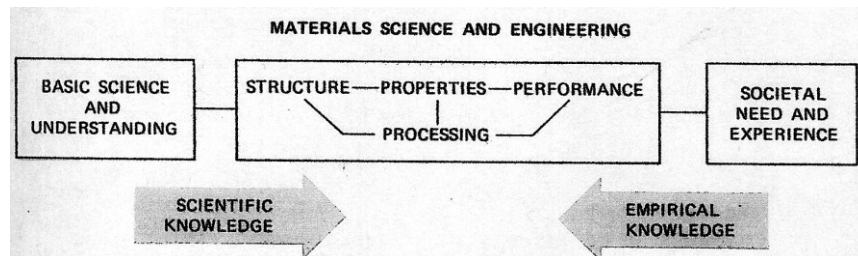 MATERIALS SCIENCE AND ENGINEERING
BASIC SCIENCE
AND
UNDERSTANDING
STRUCTURE—PROPERTIES—PERFORMANCE
PROCESSING
SOCIETAL
NEED AND
EXPERIENCE
SCIENTIFIC
KNOWLEDGE
EMPIRICAL
KNOWLEDGE